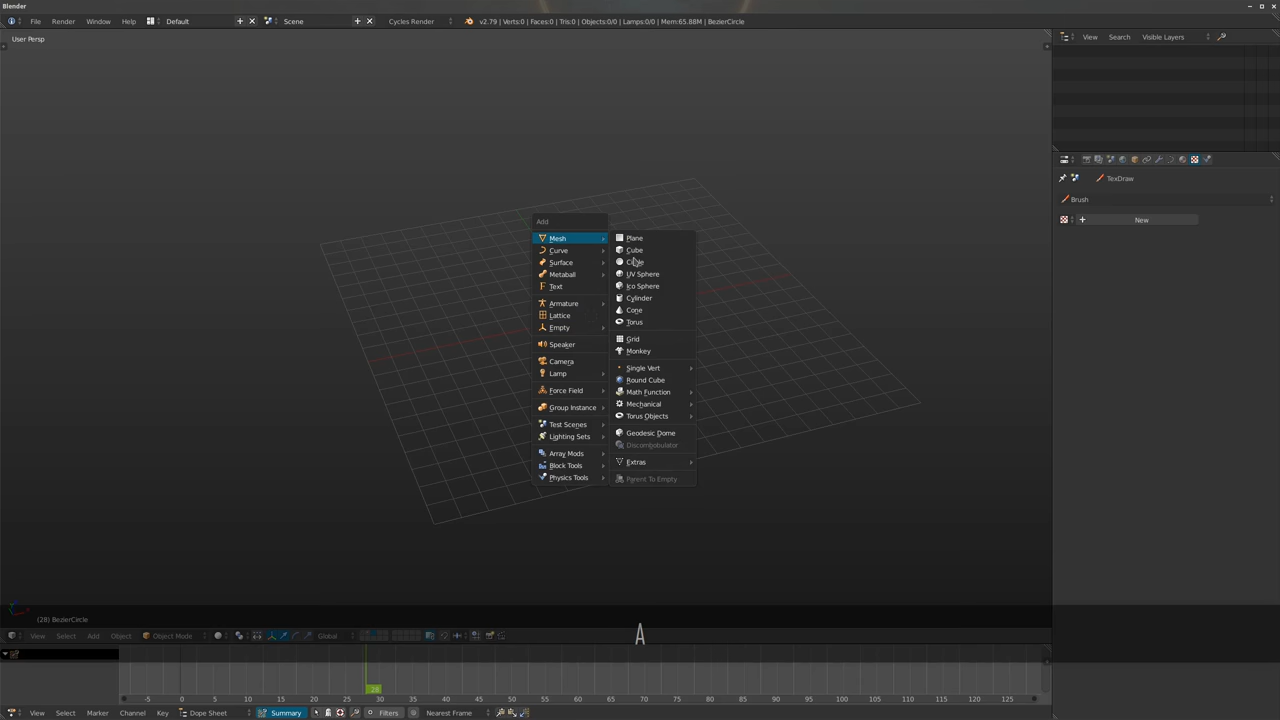 Blender
File Render Window Help Default Scene Cycles Render v2.79 | Verts:0 | Faces:0 | Tris:0 | Objects:0/0 | Lamps:0/0 | Mem:65.88M | BezierCircle
User Persp
View Search Visible Layers
TexDraw
Brush
New
Add
Mesh
Curve
Surface
Metaball
Text
Armature
Lattice
Empty
Speaker
Camera
Lamp
Force Field
Group Instance
Test Scenes
Lighting Sets
Array Mods
Block Tools
Physics Tools
Plane
Cube
Circle
UV Sphere
Ico Sphere
Cylinder
Cone
Torus
Grid
Monkey
Single Vert
Round Cube
Math Function
Mechanical
Torus Objects
Geodesic Dome
Discombobulator
Extras
Parent To Empty
(28) BezierCircle
View Select Add Object Object Mode Global
A
28
-5 0 5 10 15 20 25 30 35 40 45 50 55 60 65 70 75 80 85 90 95 100 105 110 115 120 125
View Select Marker Channel Key Dope Sheet Summary Filters Nearest Frame